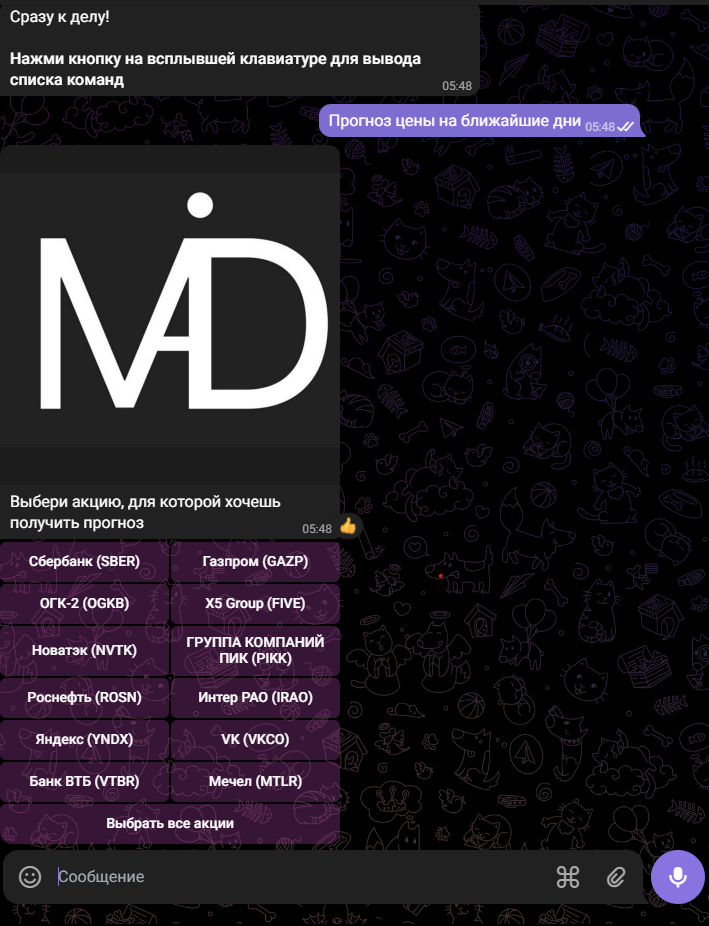 Сразу к делу!
Нажми кнопку на всплывшей клавиатуре для вывода
списка команд
05:48
Прогноз цены на ближайшие дни 05:48
MAD
Выбери акцию, для которой хочешь
получить прогноз
05:48
Сбербанк (SBER)
Газпром (GAZP)
ОГК-2 (OGKB)
X5 Group (FIVE)
Новатэк (NVTK)
ГРУППА КОМПАНИЙ
ПИК (PIKK)
Роснефть (ROSN)
Интер РАО (IRAO)
Яндекс (YNDX)
VK (VKCO)
Банк ВТБ (VTBR)
Мечел (MTLR)
Выбрать все акции
Сообщение